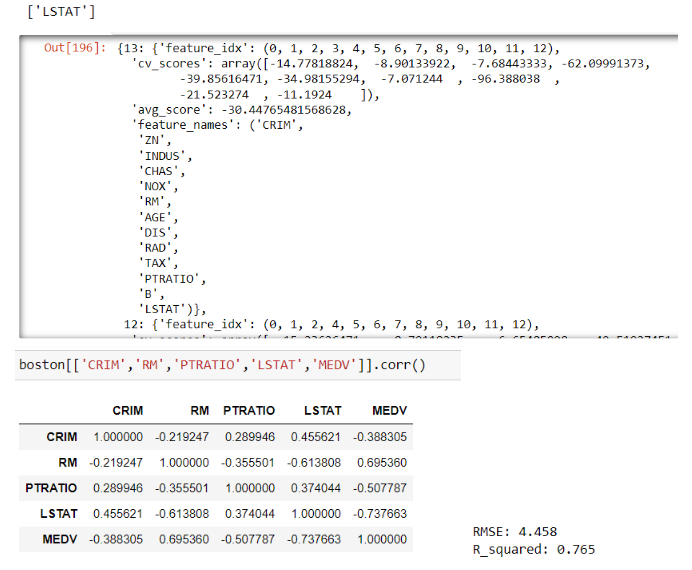 ['LSTAT']
Out[196]: {13: {'feature_idx': (0, 1, 2, 3, 4, 5, 6, 7, 8, 9, 10, 11, 12),
'cv_scores': array([-14.77818824, -8.90133922, -7.68443333, -62.09991373,
-39.85616471, -34.98155294, -7.071244 , -96.388038 ,
-21.523274 , -11.1924 ]),
'avg_score': -30.44765481568628,
'feature_names': ('CRIM',
'ZN',
'INDUS',
'CHAS',
'NOX',
'RM',
'AGE',
'DIS',
'RAD',
'TAX',
'PTRATIO',
'B',
'LSTAT')},
12: {'feature_idx': (0, 1, 2, 4, 5, 6, 7, 8, 9, 10, 11, 12),
boston[['CRIM','RM','PTRATIO','LSTAT','MEDV']].corr()
CRIM RM PTRATIO LSTAT MEDV
CRIM 1.000000 -0.219247 0.289946 0.455621 -0.388305
RM -0.219247 1.000000 -0.355501 -0.613808 0.695360
PTRATIO 0.289946 -0.355501 1.000000 0.374044 -0.507787
LSTAT 0.455621 -0.613808 0.374044 1.000000 -0.737663
MEDV -0.388305 0.695360 -0.507787 -0.737663 1.000000
RMSE: 4.458
R_squared: 0.765